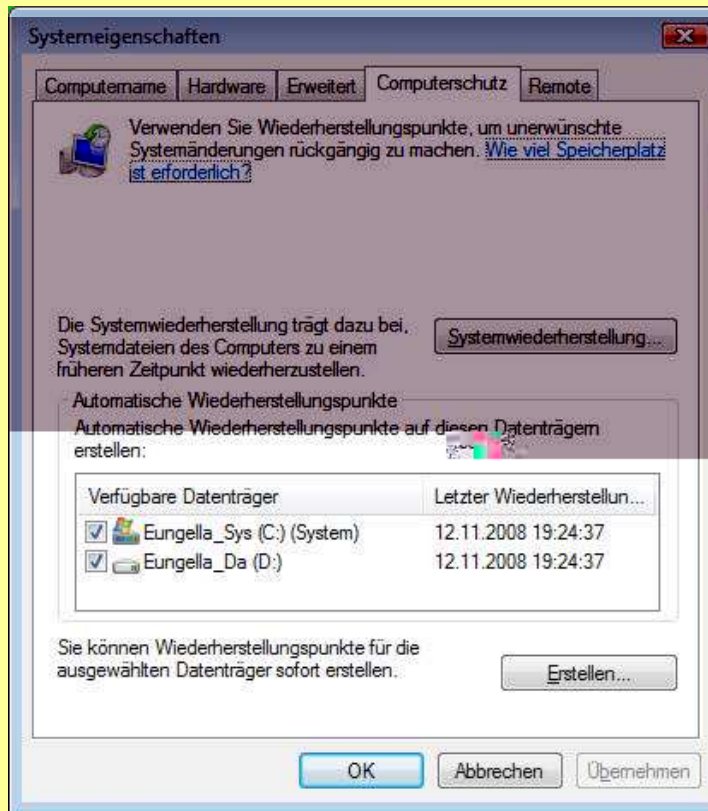 Systemeigenschaften
Computername Hardware Erweitert Computerschutz Remote
Verwenden Sie Wiederherstellungspunkte, um unerwünschte
Systemänderungen rückgängig zu machen. Wie viel Speicherplatz
ist erforderlich?
Die Systemwiederherstellung trägt dazu bei,
Systemdateien des Computers zu einem
früheren Zeitpunkt wiederherzustellen.
Systemwiederherstellung...
Automatische Wiederherstellungspunkte
Automatische Wiederherstellungspunkte auf diesen Datenträgern
erstellen:
Verfügbare Datenträger Letzter Wiederherstellun...
Eungella_Sys (C:) (System) 12.11.2008 19:24:37
Eungella_Da (D:) 12.11.2008 19:24:37
Sie können Wiederherstellungspunkte für die
ausgewählten Datenträger sofort erstellen.
Erstellen...
OK Abbrechen Übernehmen